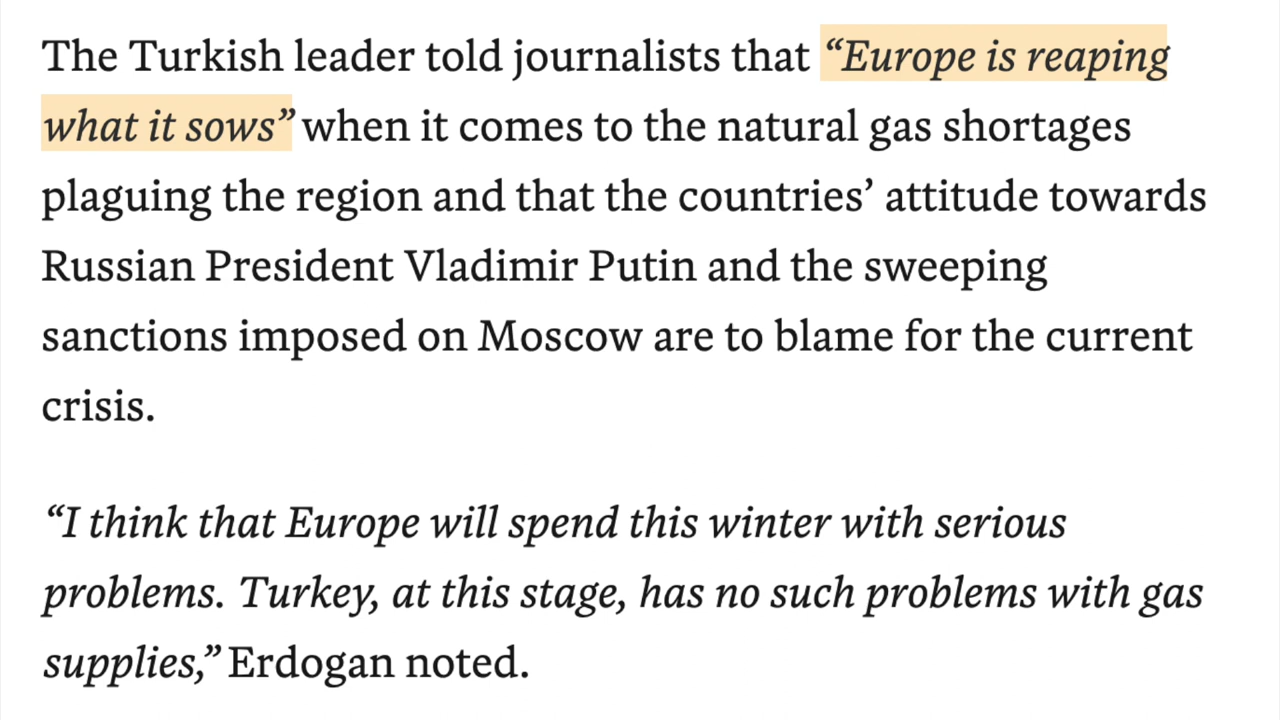 The Turkish leader told journalists that “Europe is reaping
what it sows” when it comes to the natural gas shortages
plaguing the region and that the countries’ attitude towards
Russian President Vladimir Putin and the sweeping
sanctions imposed on Moscow are to blame for the current
crisis.
“I think that Europe will spend this winter with serious
problems. Turkey, at this stage, has no such problems with gas
supplies,” Erdogan noted.